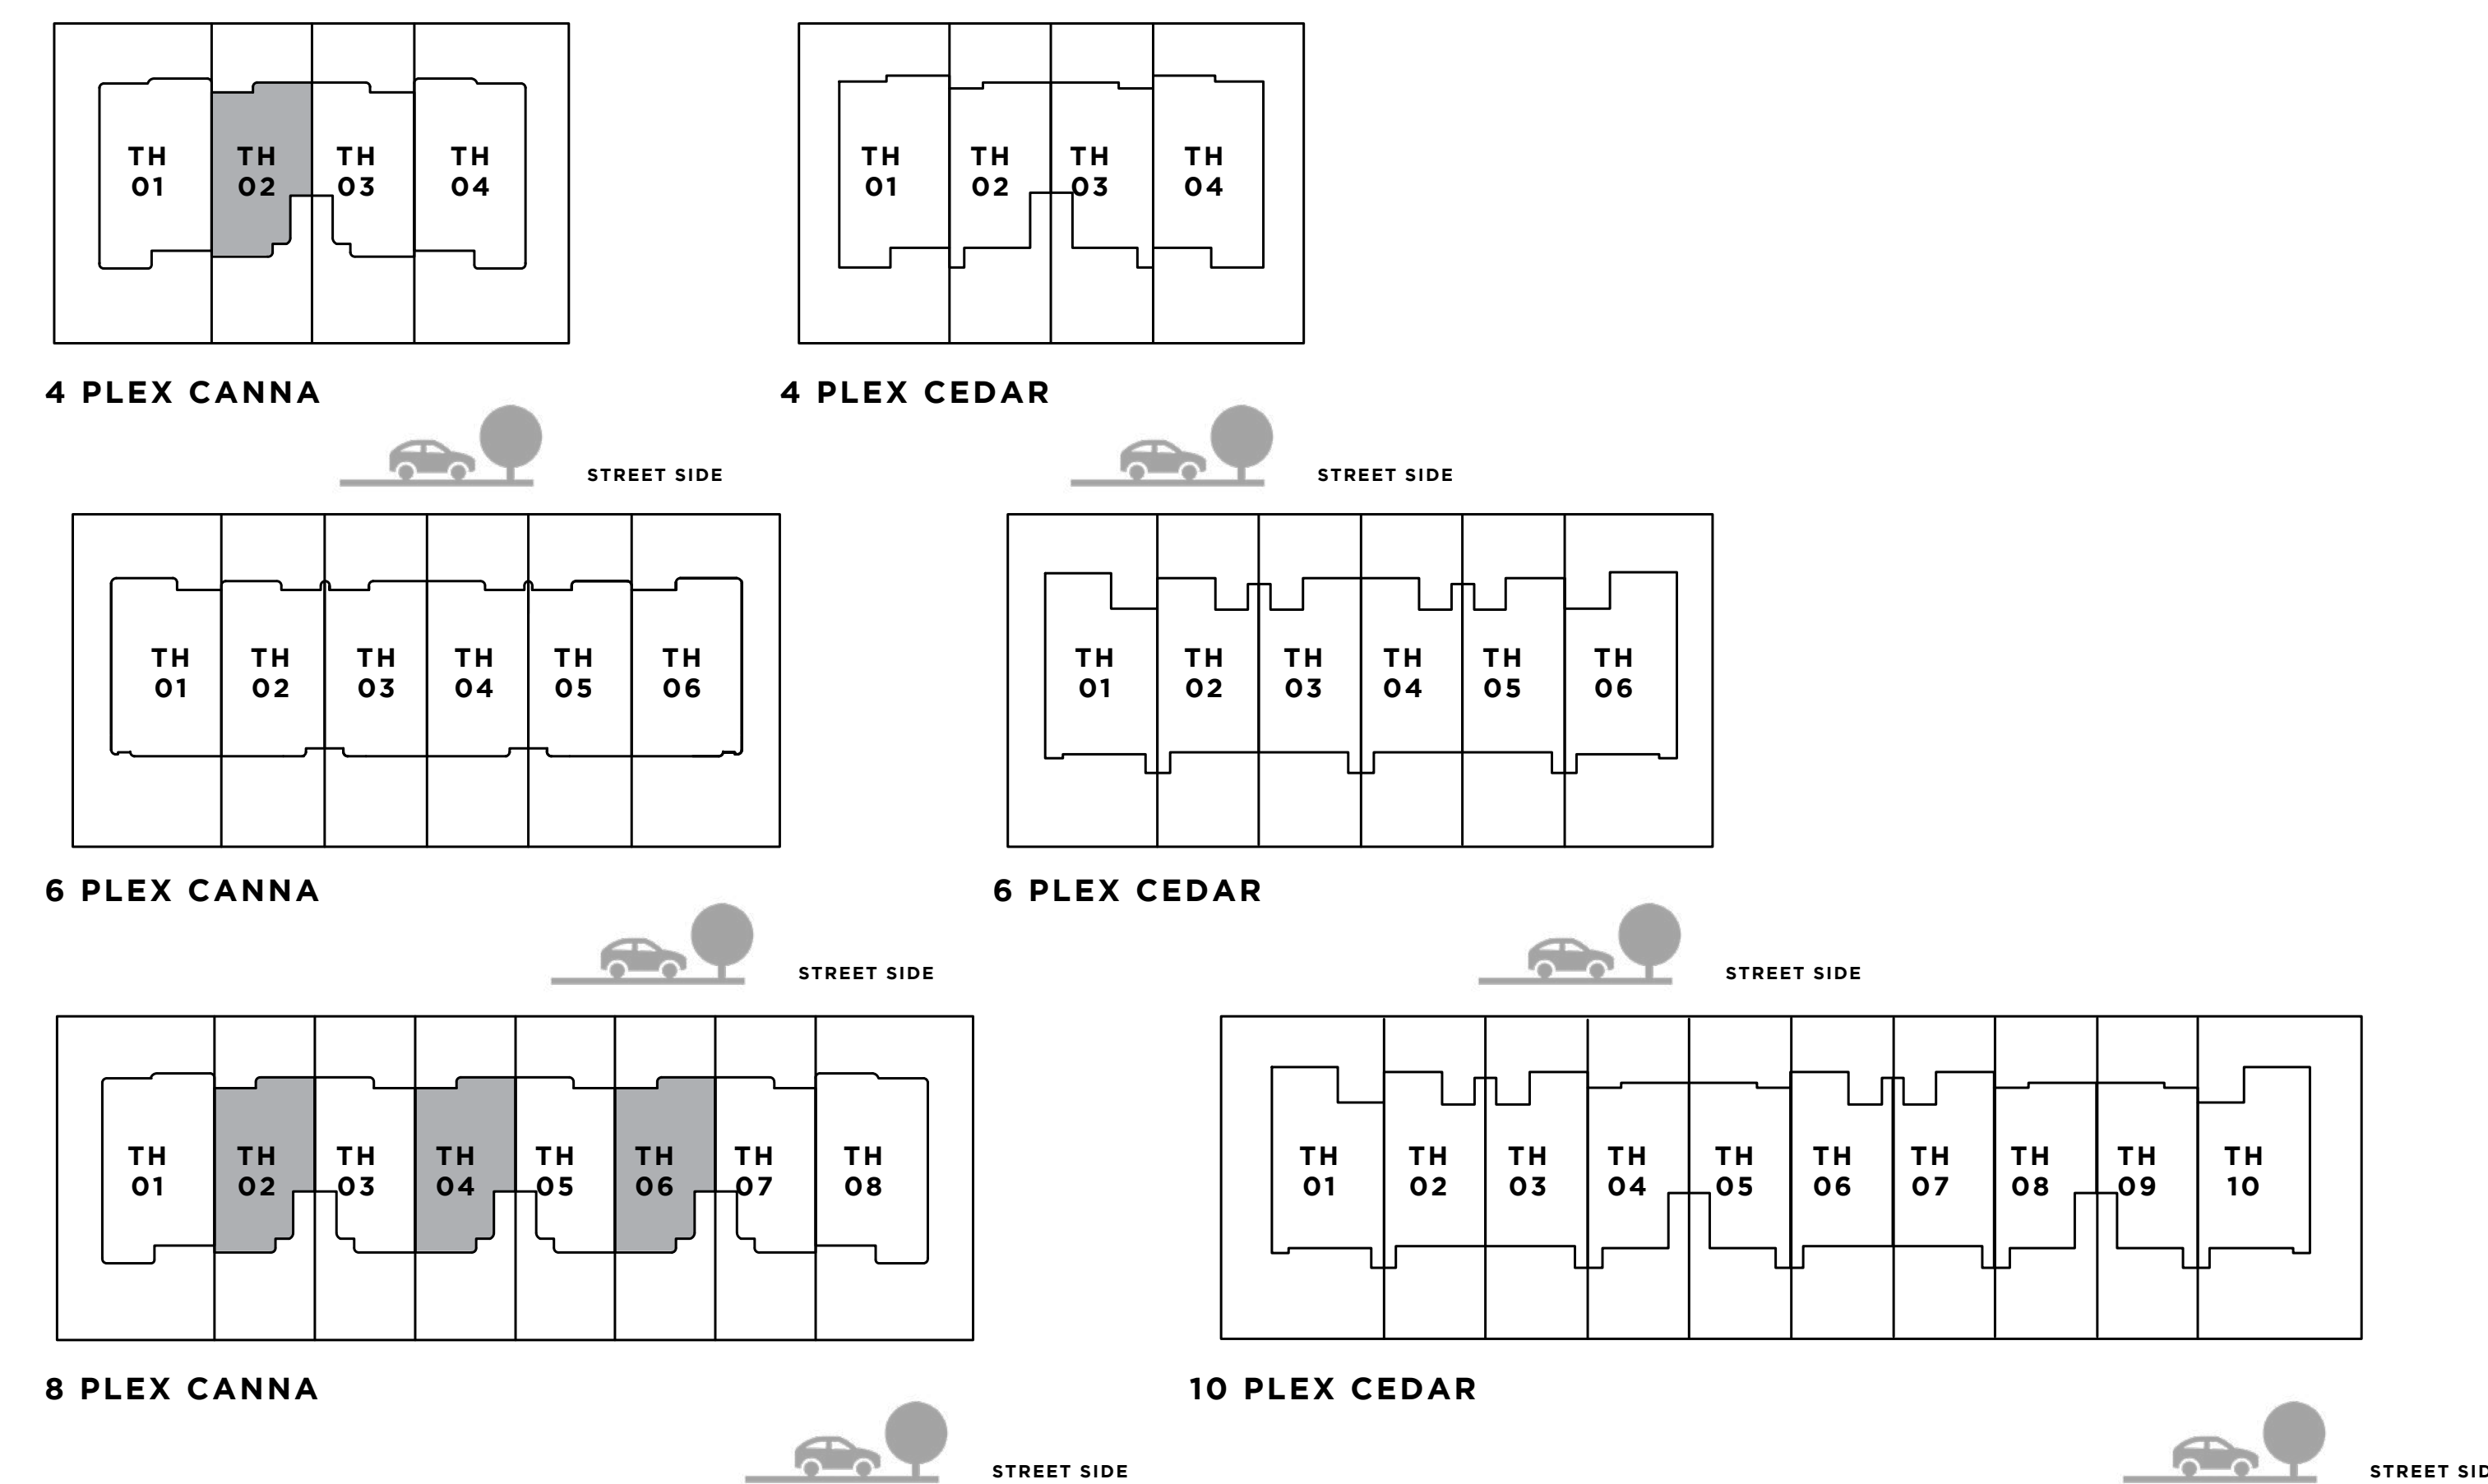 TH TH TH TH
01 02 03 04
TH TH TH TH
01 02 03 04
4 PLEX CANNA
4 PLEX CEDAR
STREET SIDE
STREET SIDE
TH TH TH TH TH TH
01 02 03 04 05 06
TH TH TH TH TH TH
01 02 03 04 05 06
6 PLEX CANNA
6 PLEX CEDAR
STREET SIDE
STREET SIDE
TH TH TH TH TH TH TH TH
01 02 03 04 05 06 07 08
TH TH TH TH TH TH TH TH TH TH
01 02 03 04 05 06 07 08 09 10
8 PLEX CANNA
10 PLEX CEDAR
STREET SIDE
STREET